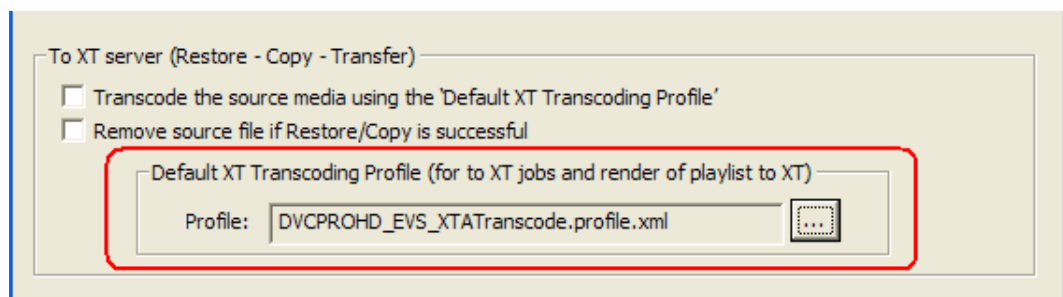 To XT server (Restore - Copy - Transfer)
Transcode the source media using the 'Default XT Transcoding Profile'
Remove source file if Restore/Copy is successful
Default XT Transcoding Profile (for to XT jobs and render of playlist to XT)
Profile: DVCPROHD_EVS_XTATranscode.profile.xml ...